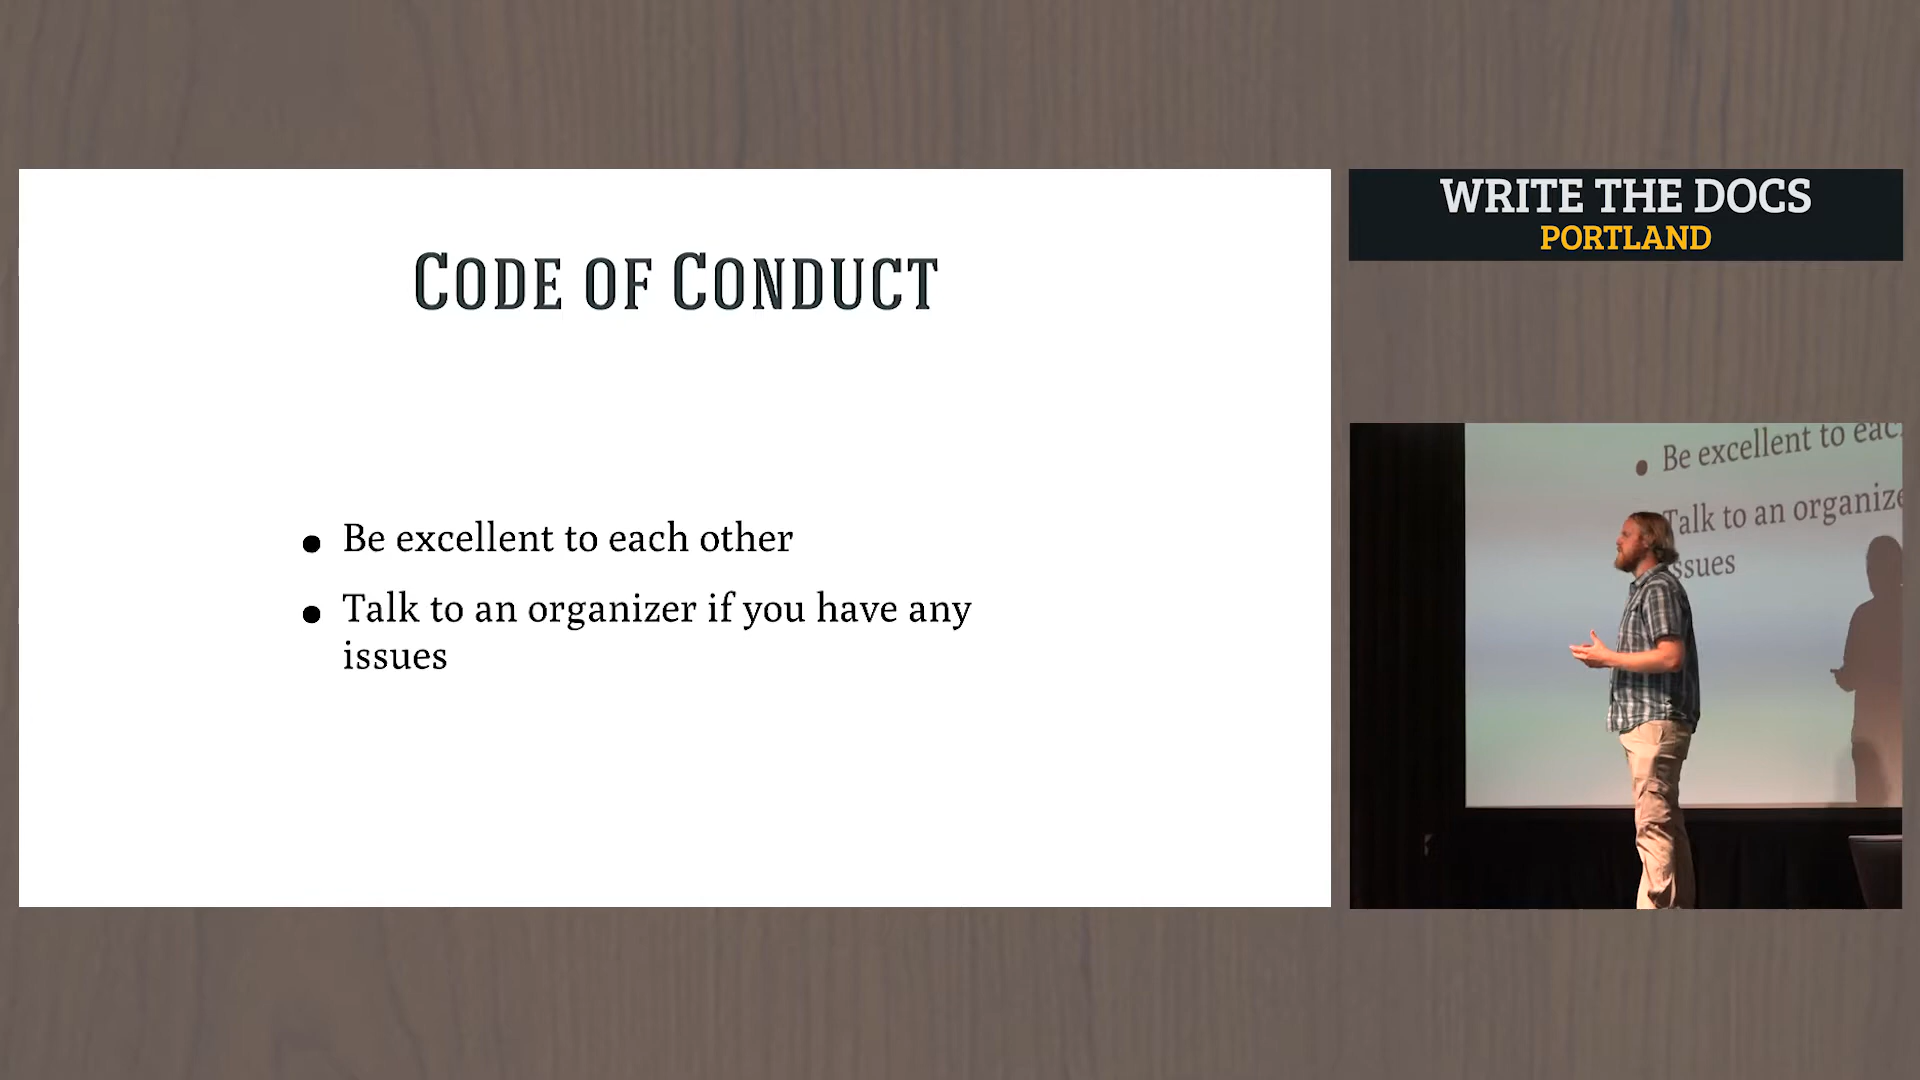 CODE OF CONDUCT
• Be excellent to each other
• Talk to an organizer if you have any
issues
WRITE THE DOCS
PORTLAND
• Be excellent to eac
Talk to an organize
ssues